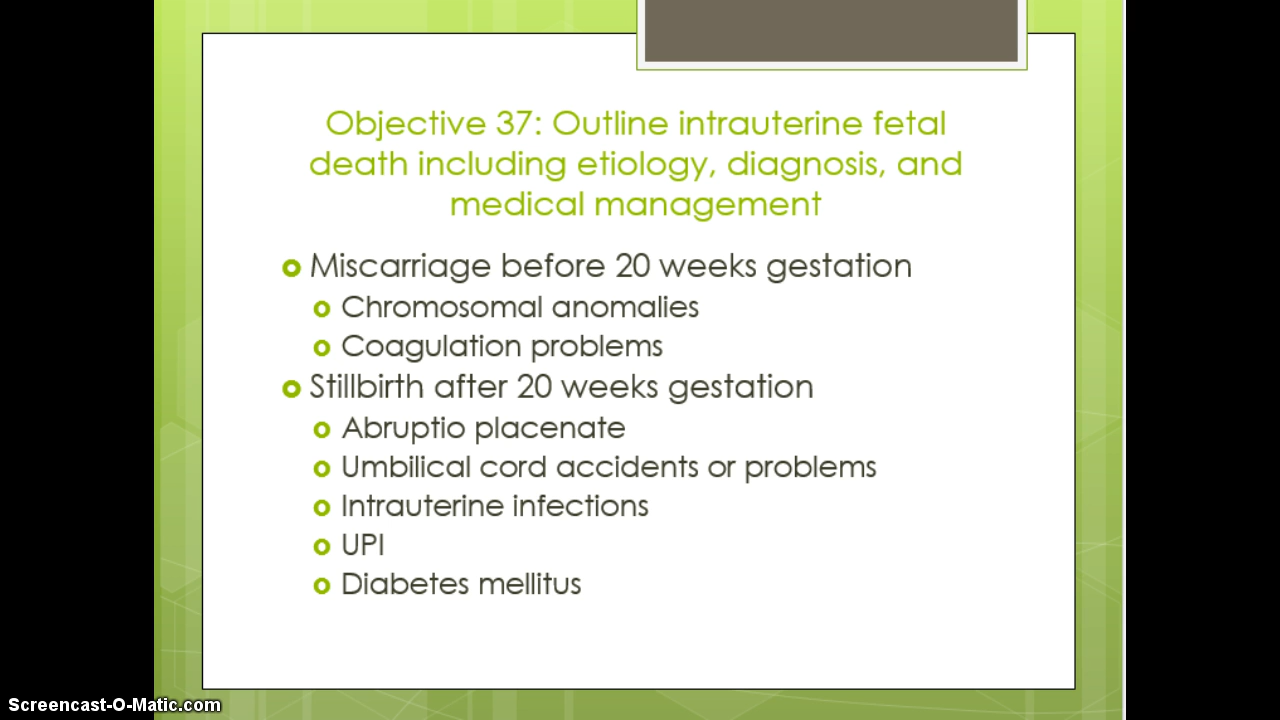 Objective 37: Outline intrauterine fetal
death including etiology, diagnosis, and
medical management
Miscarriage before 20 weeks gestation
Chromosomal anomalies
Coagulation problems
Stillbirth after 20 weeks gestation
Abruptio placenate
Umbilical cord accidents or problems
Intrauterine infections
UPI
Diabetes mellitus
Screencast-O-Matic.com